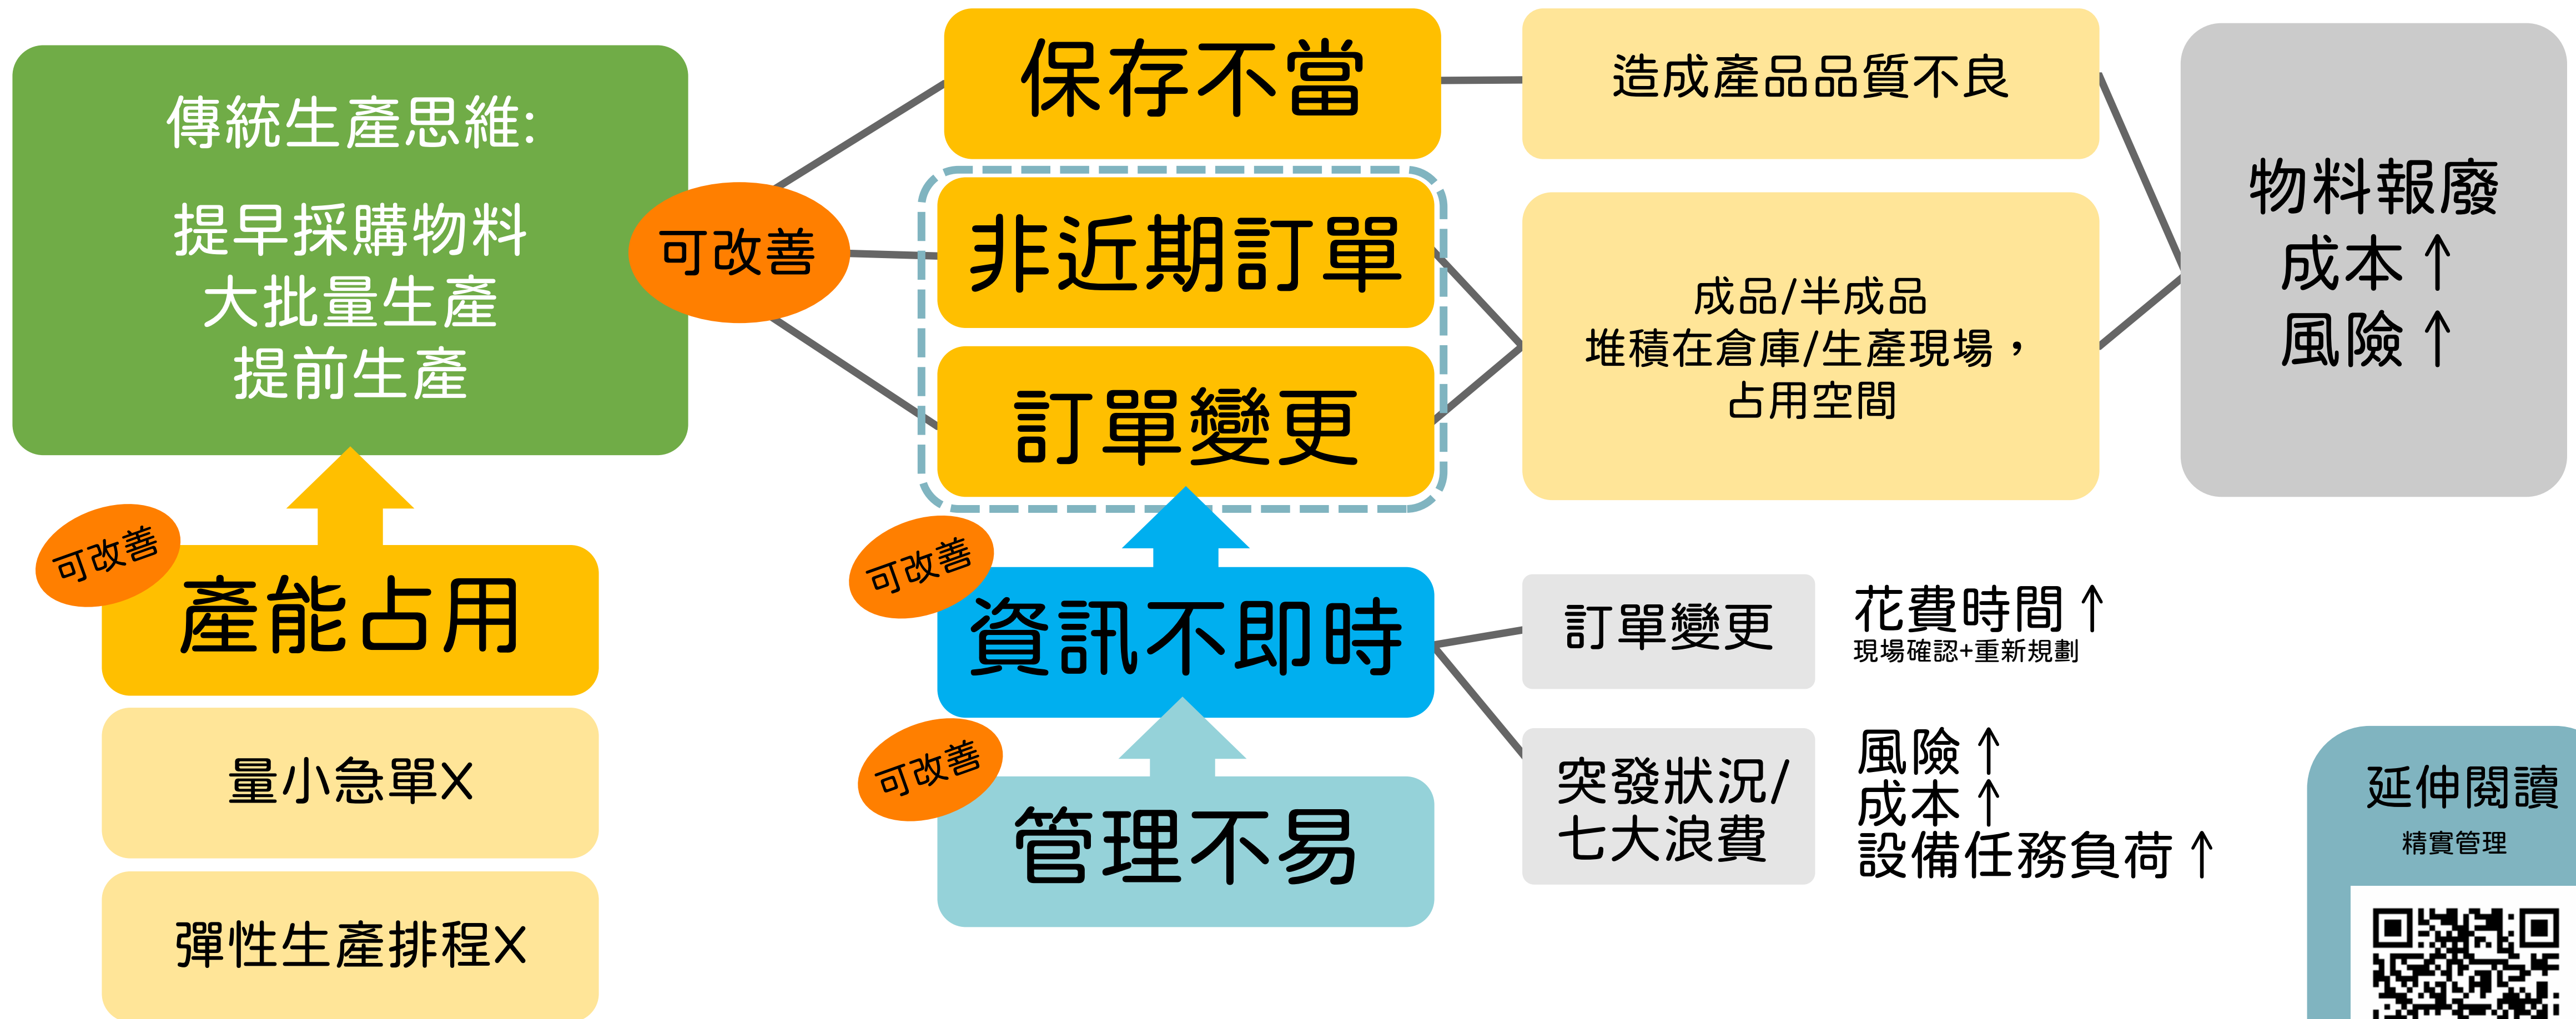 傳統生產思維:
提早採購物料
大批量生產
提前生產
可改善
保存不當
非近期訂單
訂單變更
造成產品品質不良
成品/半成品
堆積在倉庫/生產現場，
占用空間
物料報廢
成本↑
風險↑
可改善
產能占用
量小急單X
彈性生產排程X
可改善
資訊不即時
可改善
管理不易
訂單變更
花費時間↑
現場確認+重新規劃
突發狀況/
七大浪費
風險↑
成本↑
設備任務負荷↑
延伸閱讀
精實管理